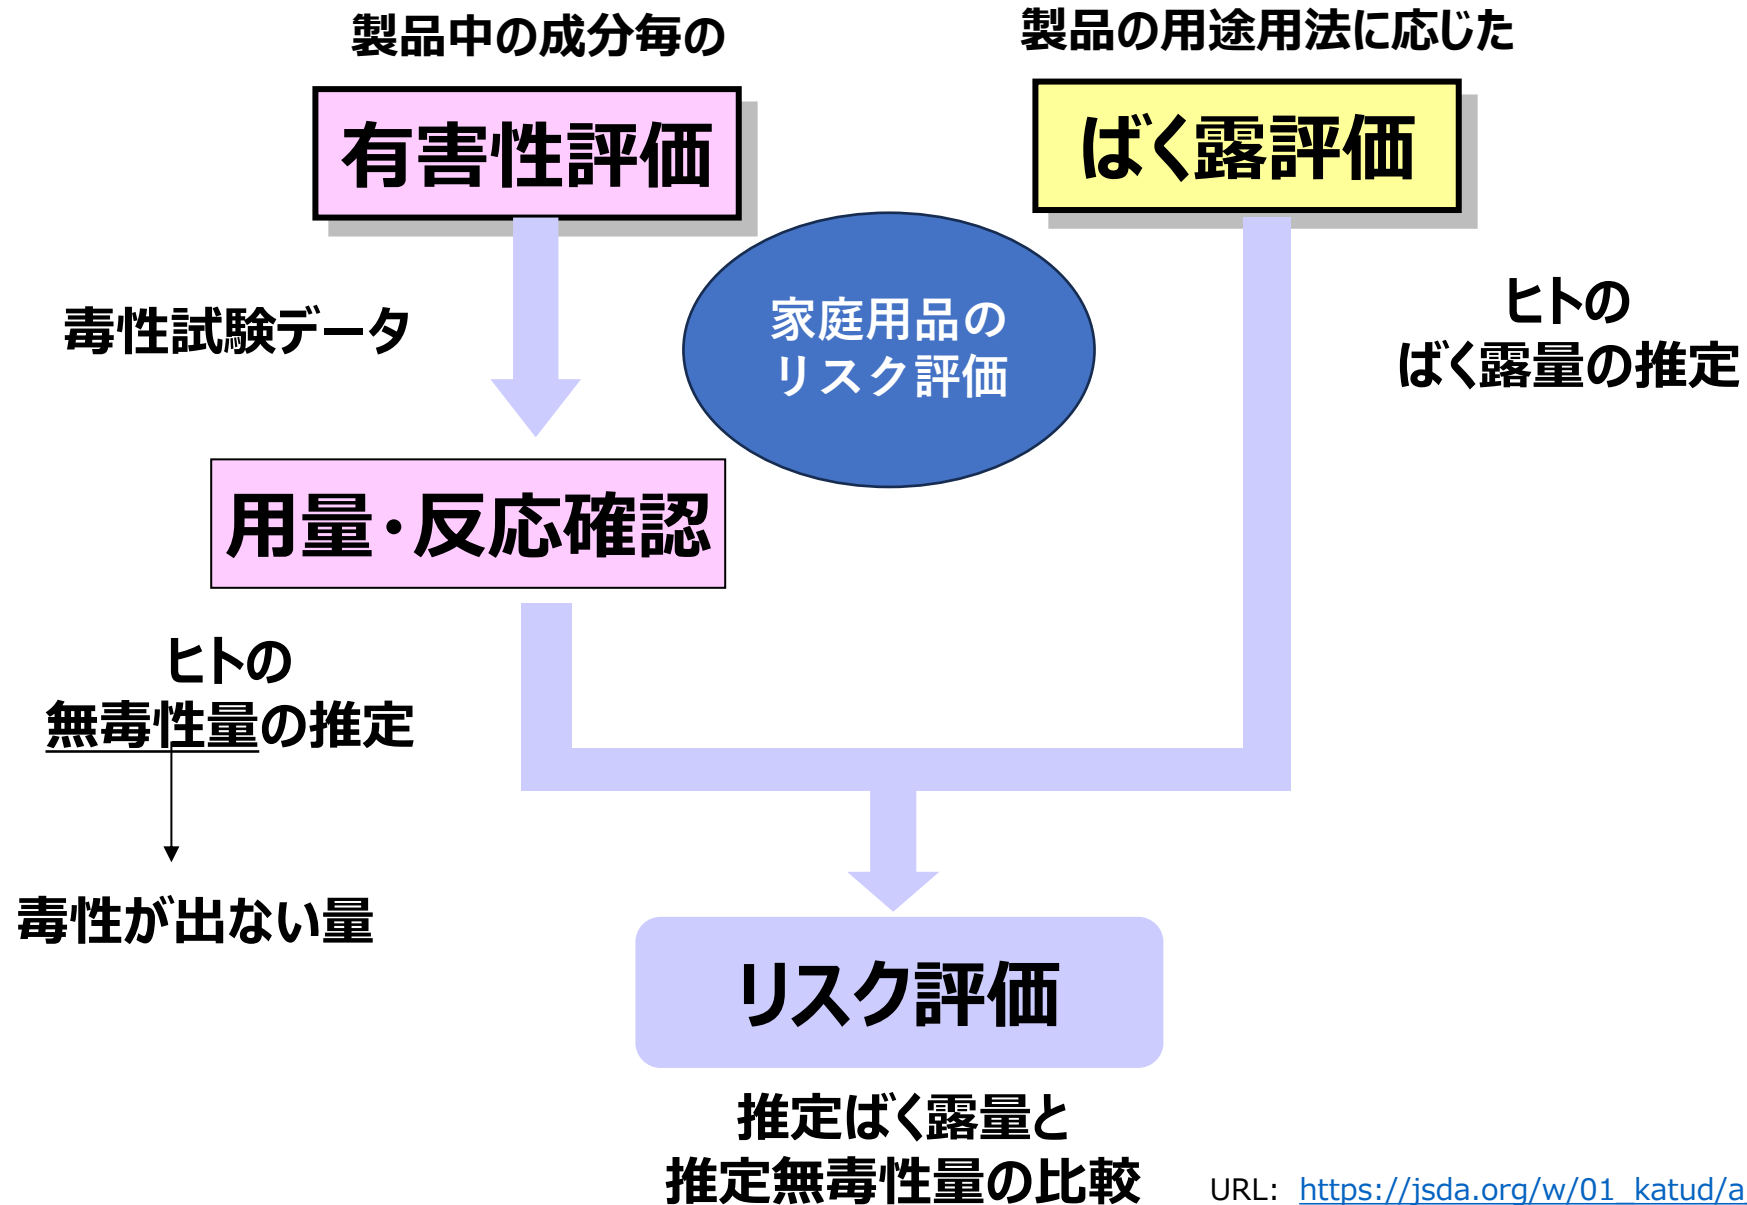 製品中の成分毎の
有害性評価
製品の用途用法に応じた
ばく露評価
毒性試験データ
家庭用品の
リスク評価
ヒトの
ばく露量の推定
用量・反応確認
ヒトの
無毒性量の推定
毒性が出ない量
リスク評価
推定ばく露量と
推定無毒性量の比較
URL: https://jsda.org/w/01_katud/a